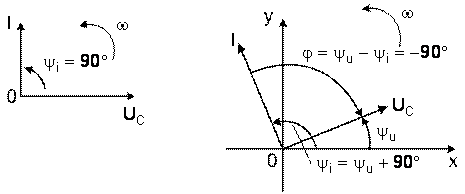 I
ω
ψi = 90°
0
UC
y
ω
I
φ = ψu − ψi = −90°
UC
ψu
0
ψi = ψu + 90°
x